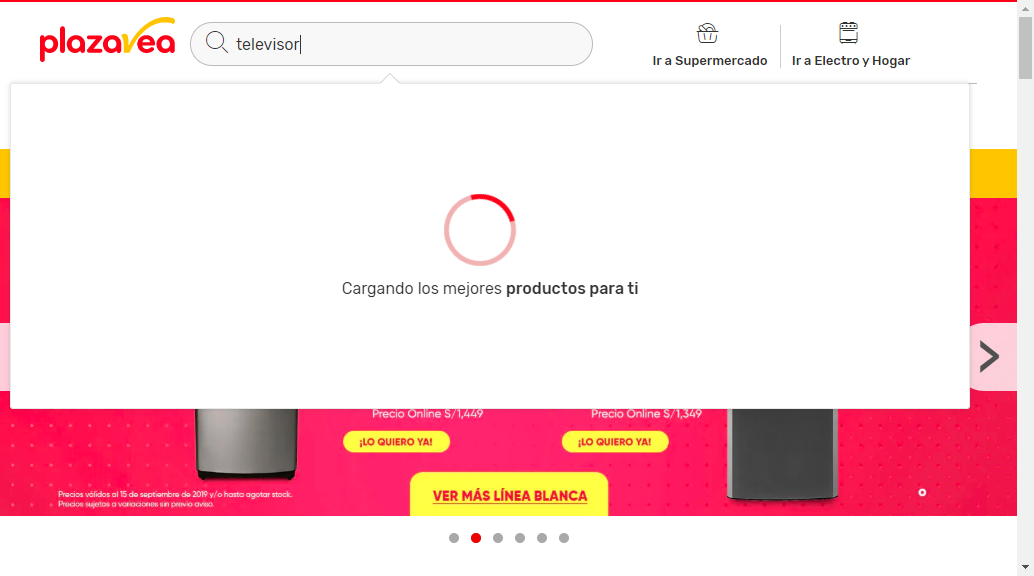 plazavea
televisor
Ir a Supermercado
Ir a Electro y Hogar
Cargando los mejores productos para ti
Precio Online S/1,449
Precio Online S/1,349
¡LO QUIERO YA!
¡LO QUIERO YA!
VER MÁS LÍNEA BLANCA
Precios válidos al 15 de septiembre de 2019 y/o hasta agotar stock.
Precios sujetos a variaciones sin previo aviso.